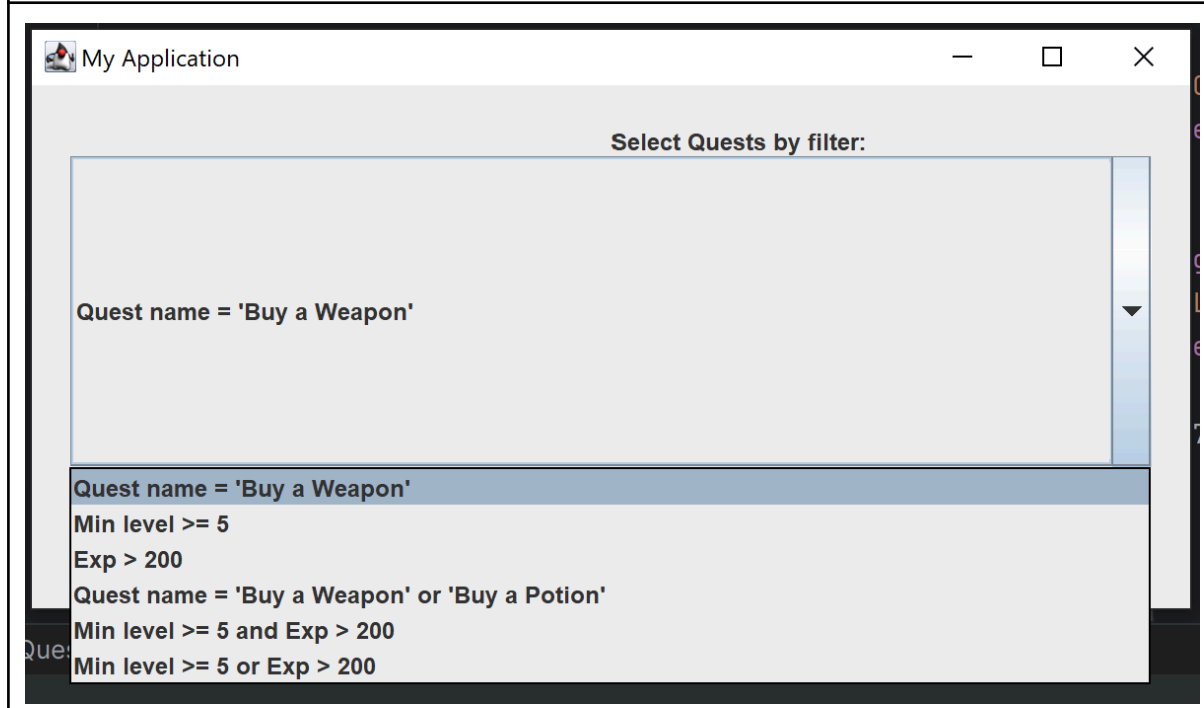 My Application
Select Quests by filter:
Quest name = 'Buy a Weapon'
Quest name = 'Buy a Weapon'
Min level >= 5
Exp > 200
Quest name = 'Buy a Weapon' or 'Buy a Potion'
Min level >= 5 and Exp > 200
Min level >= 5 or Exp > 200